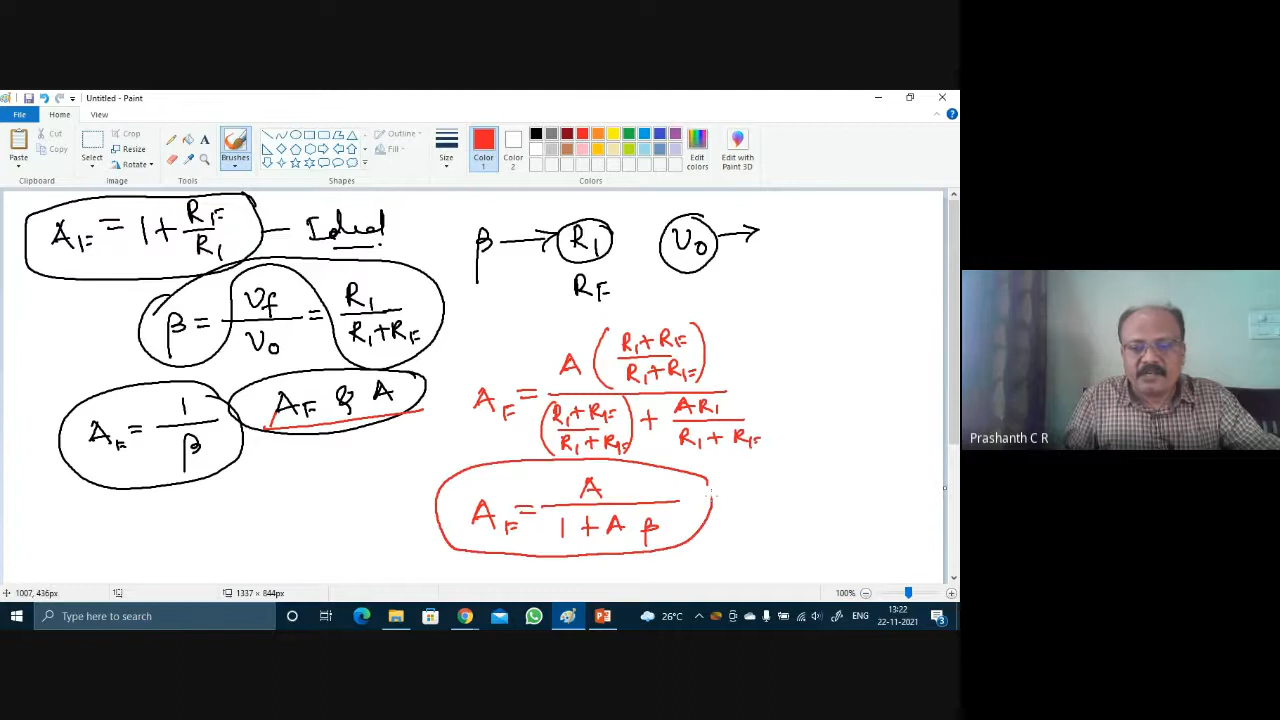 Untitled - Paint
File Home View
Paste Cut Copy Select Crop Resize Rotate Brushes Outline Fill Size Color 1 Color 2 Edit colors Edit with Paint 3D
Clipboard Image Tools Shapes Colors
A_F = 1 + R_F/R_1 — Ideal
β → R_1 V_0 →
R_F
β = V_f/V_0 = R_1/(R_1+R_F)
A_F & A
A_F = 1/β
A_F = A((R_1+R_F)/(R_1+R_F)) / ((R_1+R_F)/(R_1+R_F) + AR_1/(R_1+R_F))
A_F = A/(1 + A β)
Prashanth C R
1007, 436px 1337 × 844px 100%
Type here to search 26°C ENG 13:22 22-11-2021 3